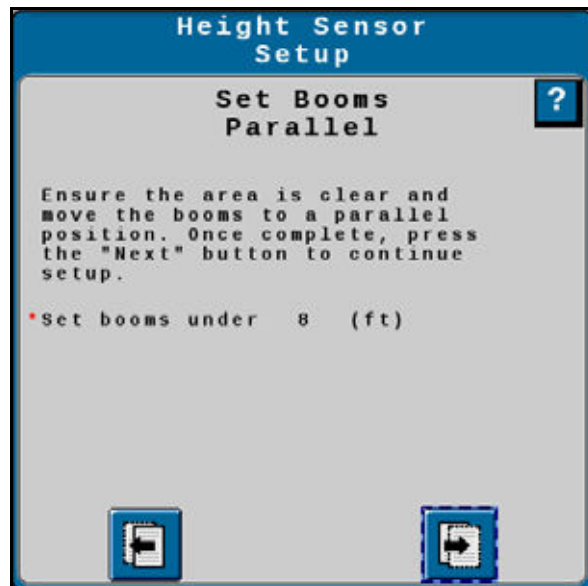 Height Sensor
Setup
Set Booms
Parallel
?
Ensure the area is clear and
move the booms to a parallel
position. Once complete, press
the "Next" button to continue
setup.
*Set booms under 8 (ft)